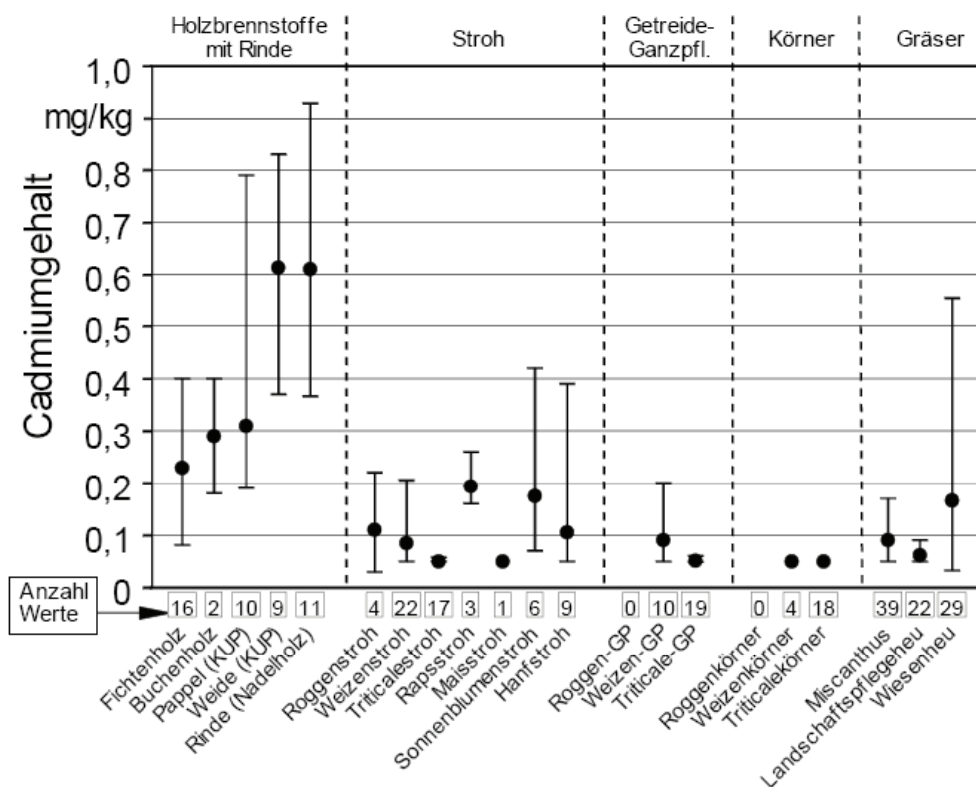 Holzbrennstoffe
mit Rinde
Stroh
Getreide-
Ganzpfl.
Körner
Gräser
Cadmiumgehalt
1,0
mg/kg
0,8
0,7
0,6
0,5
0,4
0,3
0,2
0,1
0
Anzahl
Werte
16 2 10 9 11 4 22 17 3 1 6 9 0 10 19 0 4 18 39 22 29
Fichtenholz
Buchenholz
Pappel (KUP)
Weide (KUP)
Rinde (Nadelholz)
Roggenstroh
Weizenstroh
Triticalestroh
Rapsstroh
Maisstroh
Sonnenblumenstroh
Hanfstroh
Roggen-GP
Weizen-GP
Triticale-GP
Roggenkörner
Weizenkörner
Triticalekörner
Miscanthus
Landschaftspflegeheu
Wiesenheu